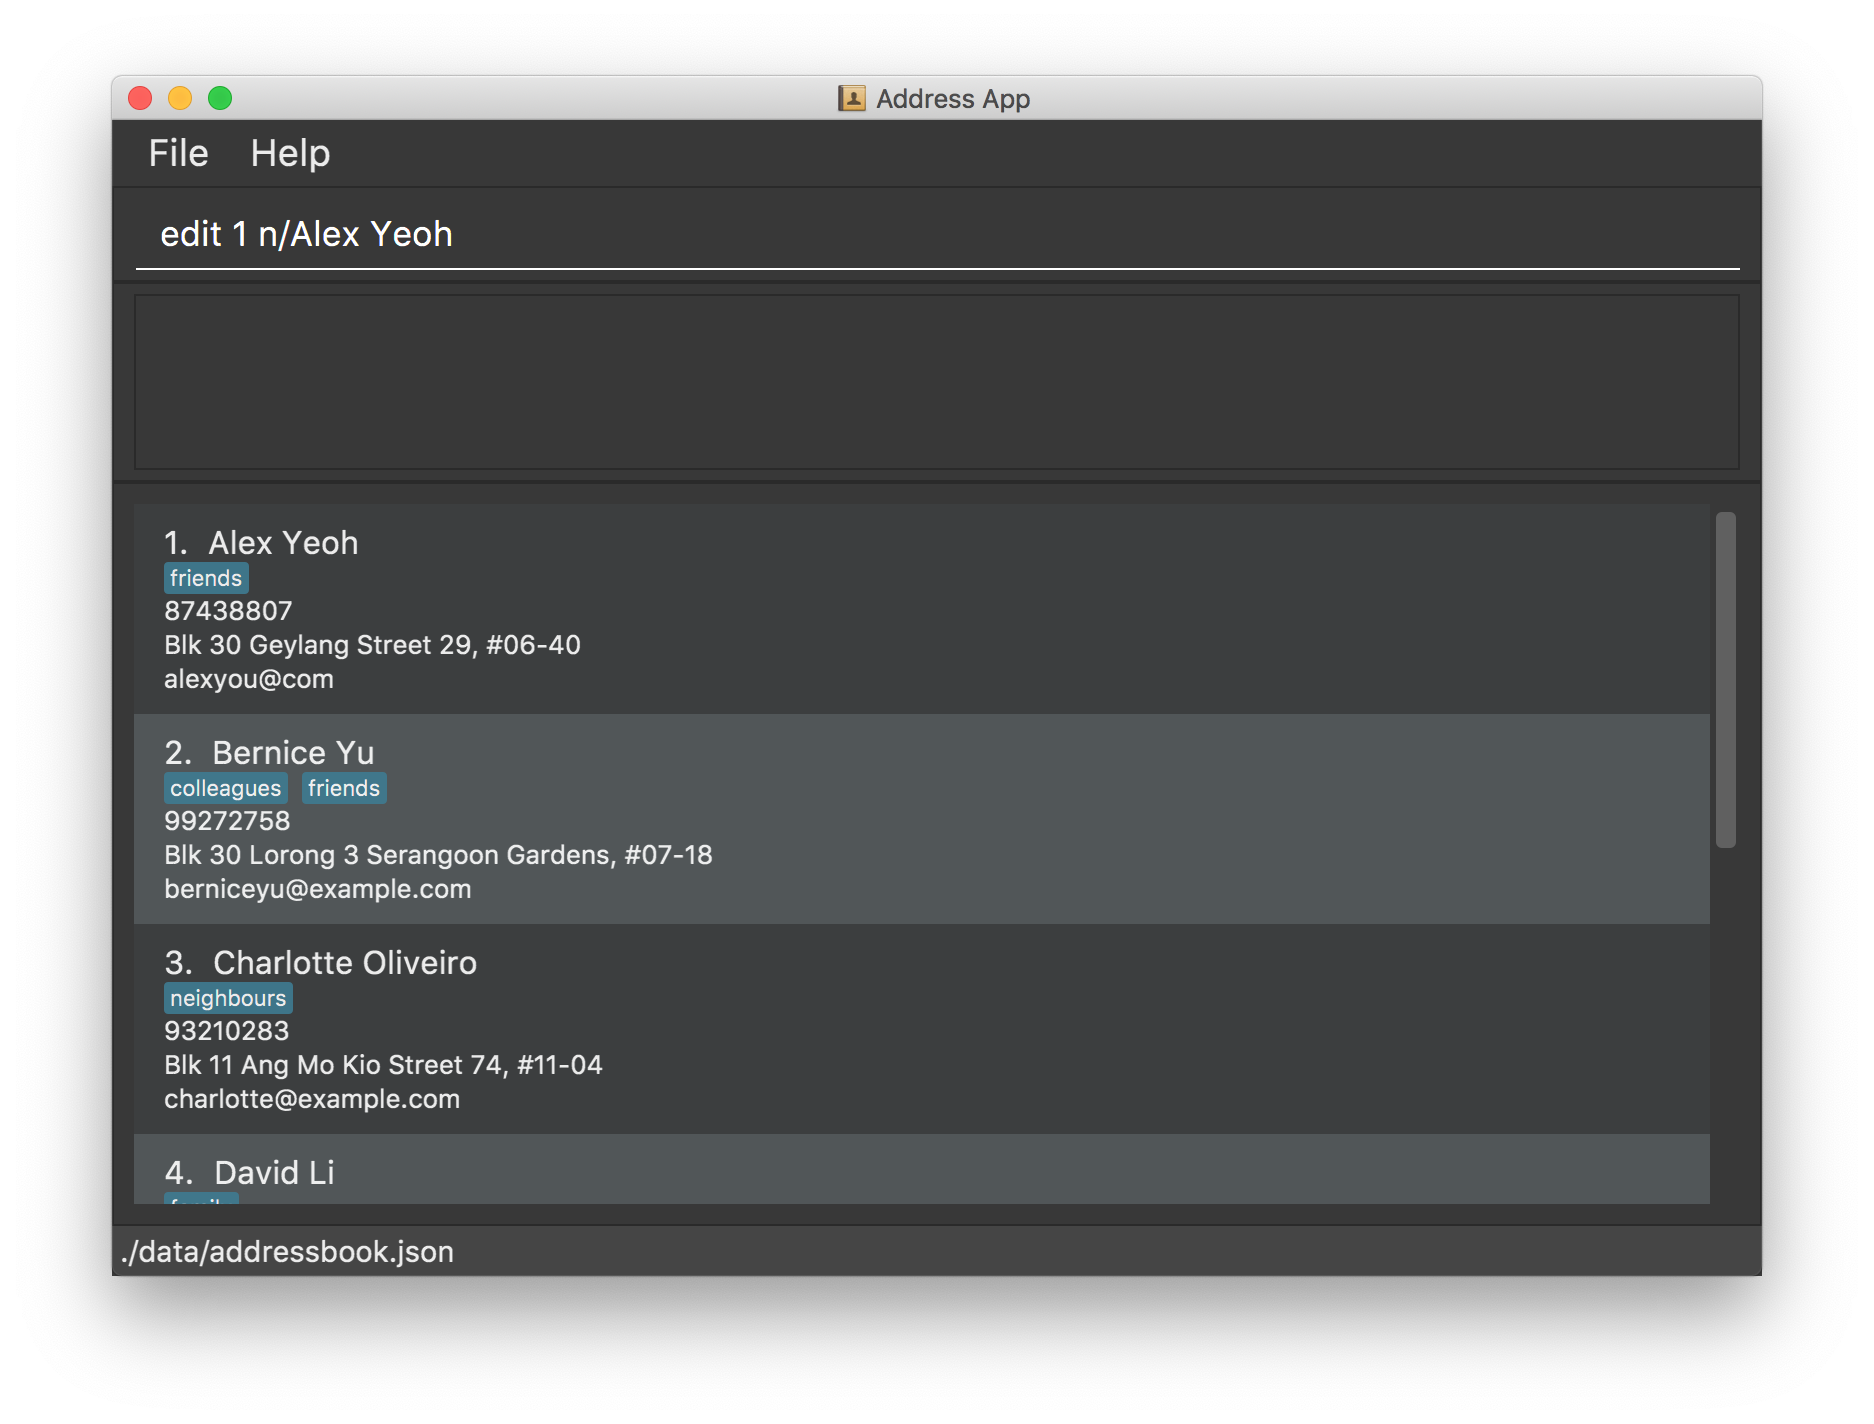 Address App
File Help
edit 1 n/Alex Yeoh
1. Alex Yeoh
friends
87438807
Blk 30 Geylang Street 29, #06-40
alexyou@com
2. Bernice Yu
colleagues friends
99272758
Blk 30 Lorong 3 Serangoon Gardens, #07-18
berniceyu@example.com
3. Charlotte Oliveiro
neighbours
93210283
Blk 11 Ang Mo Kio Street 74, #11-04
charlotte@example.com
4. David Li
./data/addressbook.json